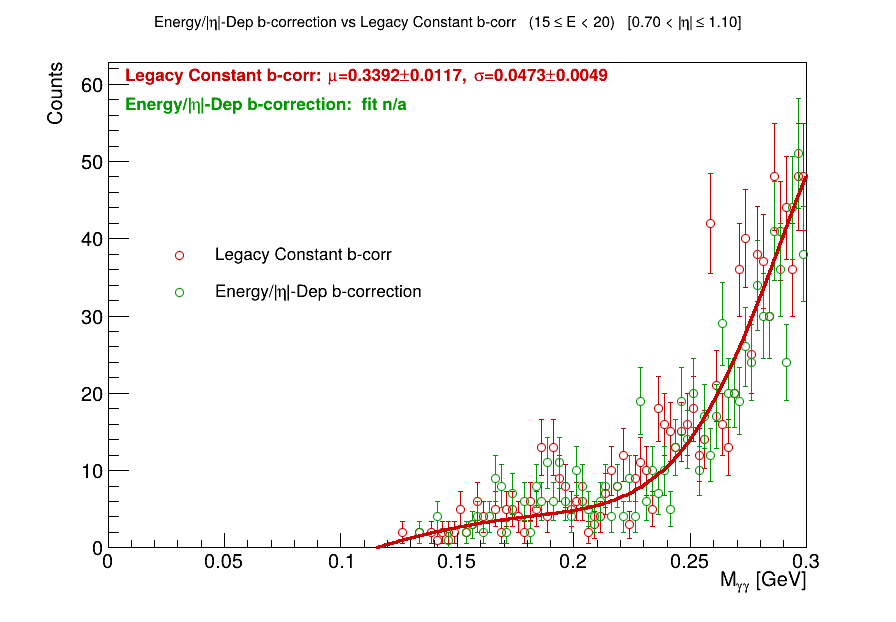 Energy/|η|-Dep b-correction vs Legacy Constant b-corr (15 ≤ E < 20) [0.70 < |η| ≤ 1.10]
Counts
Legacy Constant b-corr: μ=0.3392±0.0117, σ=0.0473±0.0049
Energy/|η|-Dep b-correction: fit n/a
60
50
40
30
20
10
0
Legacy Constant b-corr
Energy/|η|-Dep b-correction
0 0.05 0.1 0.15 0.2 0.25 0.3
Mγγ [GeV]